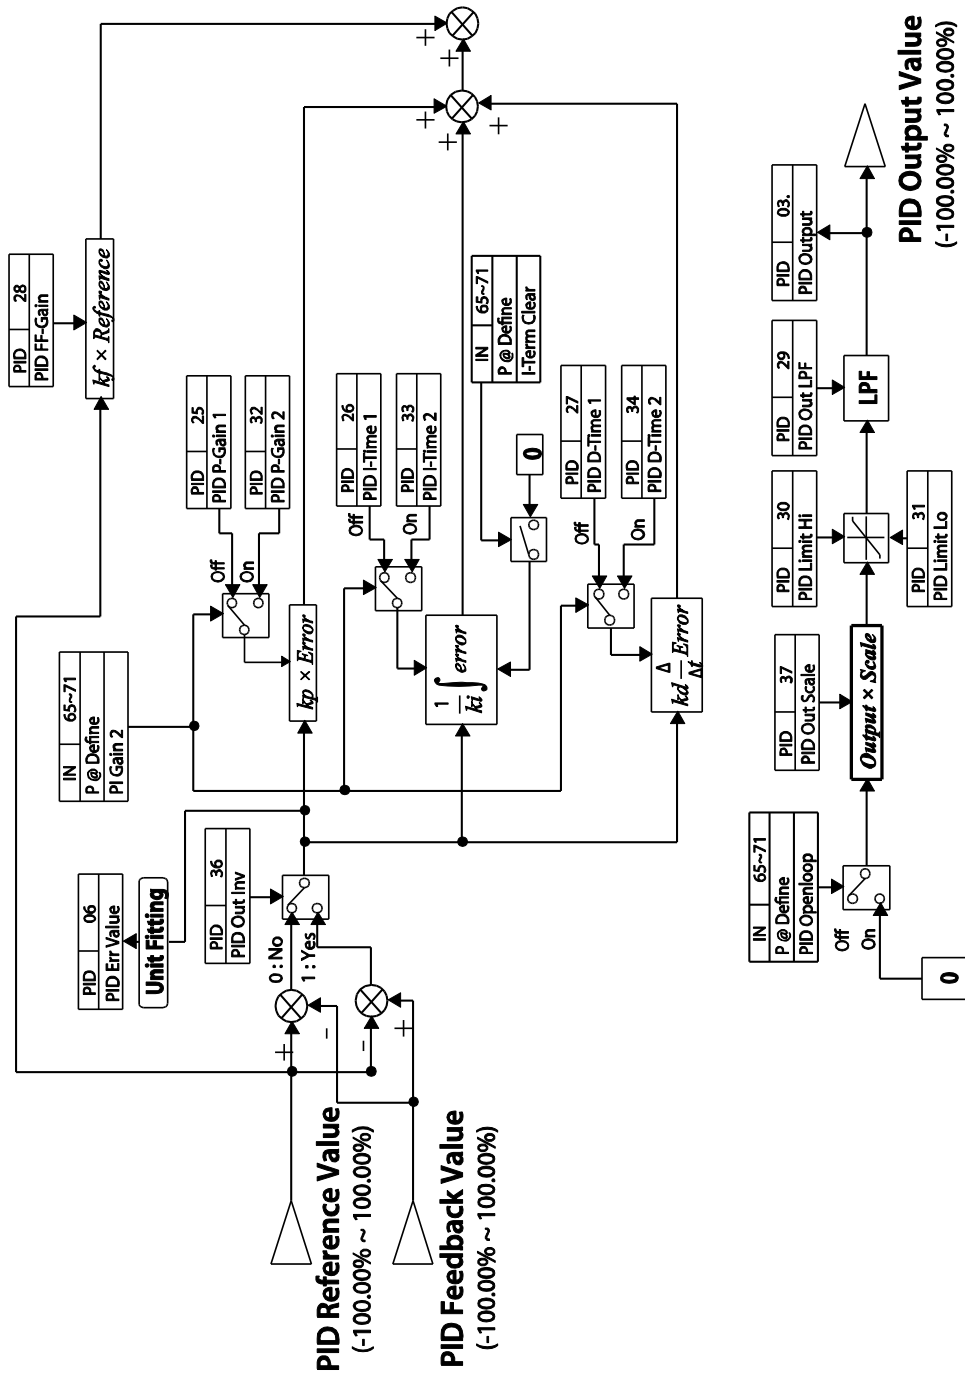 PID 28
PID FF-Gain
kf × Reference
+
+
PID 25
PID P-Gain 1
PID 32
PID P-Gain 2
Off
On
kp × Error
+
+
+
IN 65~71
P @ Define
PI Gain 2
PID 26
PID I-Time 1
PID 33
PID I-Time 2
Off
On
1/ki ∫ error
IN 65~71
P @ Define
I-Term Clear
0
PID 27
PID D-Time 1
PID 34
PID D-Time 2
Off
On
kd Δ/Δt Error
PID 06
PID Err Value
Unit Fitting
PID 36
PID Out Inv
0 : No
1 : Yes
+
-
-
+
PID Reference Value
(-100.00% ~ 100.00%)
PID Feedback Value
(-100.00% ~ 100.00%)
IN 65~71
P @ Define
PID Openloop
Off
On
0
PID 37
PID Out Scale
Output × Scale
PID 30
PID Limit Hi
PID 31
PID Limit Lo
PID 29
PID Out LPF
LPF
PID 03.
PID Output
PID Output Value
(-100.00% ~ 100.00%)